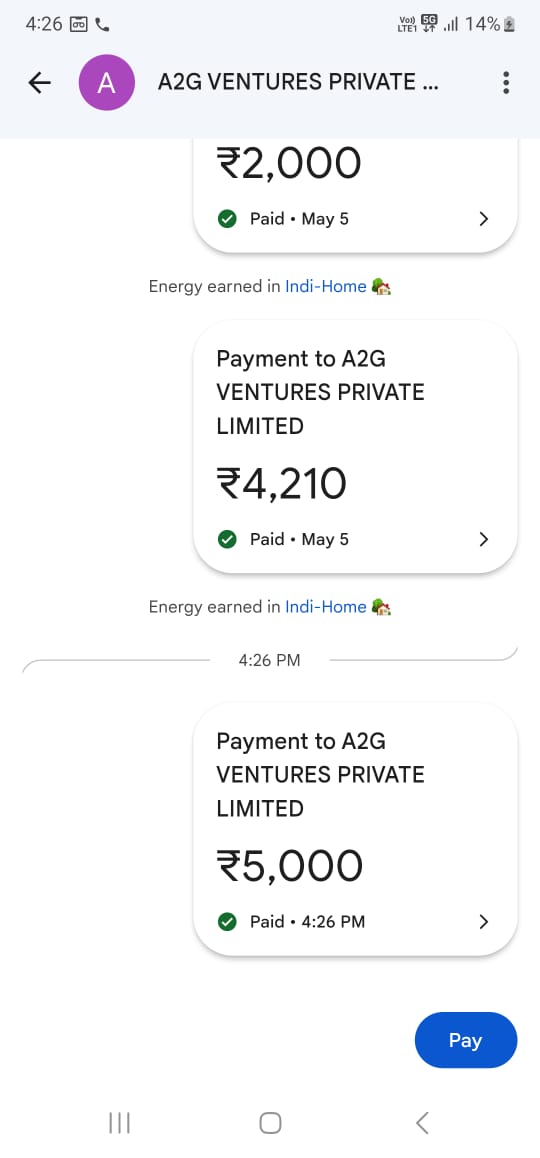 4:26
Vo)) 5G
LTE1 14%
A A2G VENTURES PRIVATE ...
₹2,000
Paid • May 5
Energy earned in Indi-Home
Payment to A2G
VENTURES PRIVATE
LIMITED
₹4,210
Paid • May 5
Energy earned in Indi-Home
4:26 PM
Payment to A2G
VENTURES PRIVATE
LIMITED
₹5,000
Paid • 4:26 PM
Pay